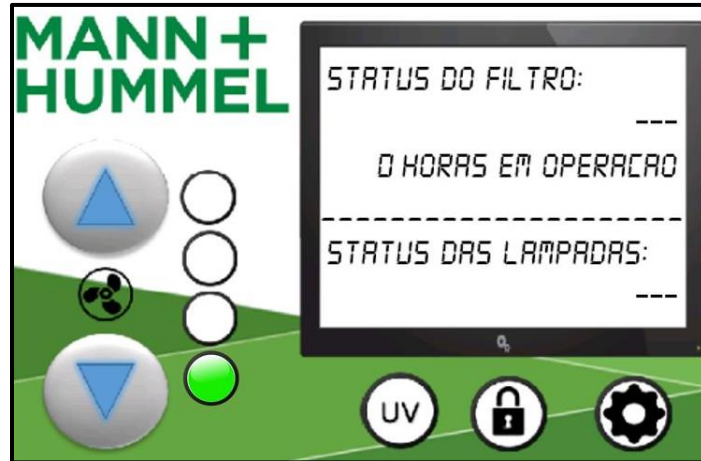 MANN+
HUMMEL
STATUS DO FILTRO:
---
0 HORAS EM OPERACAO
---------------------
STATUS DAS LAMPADAS:
---
UV